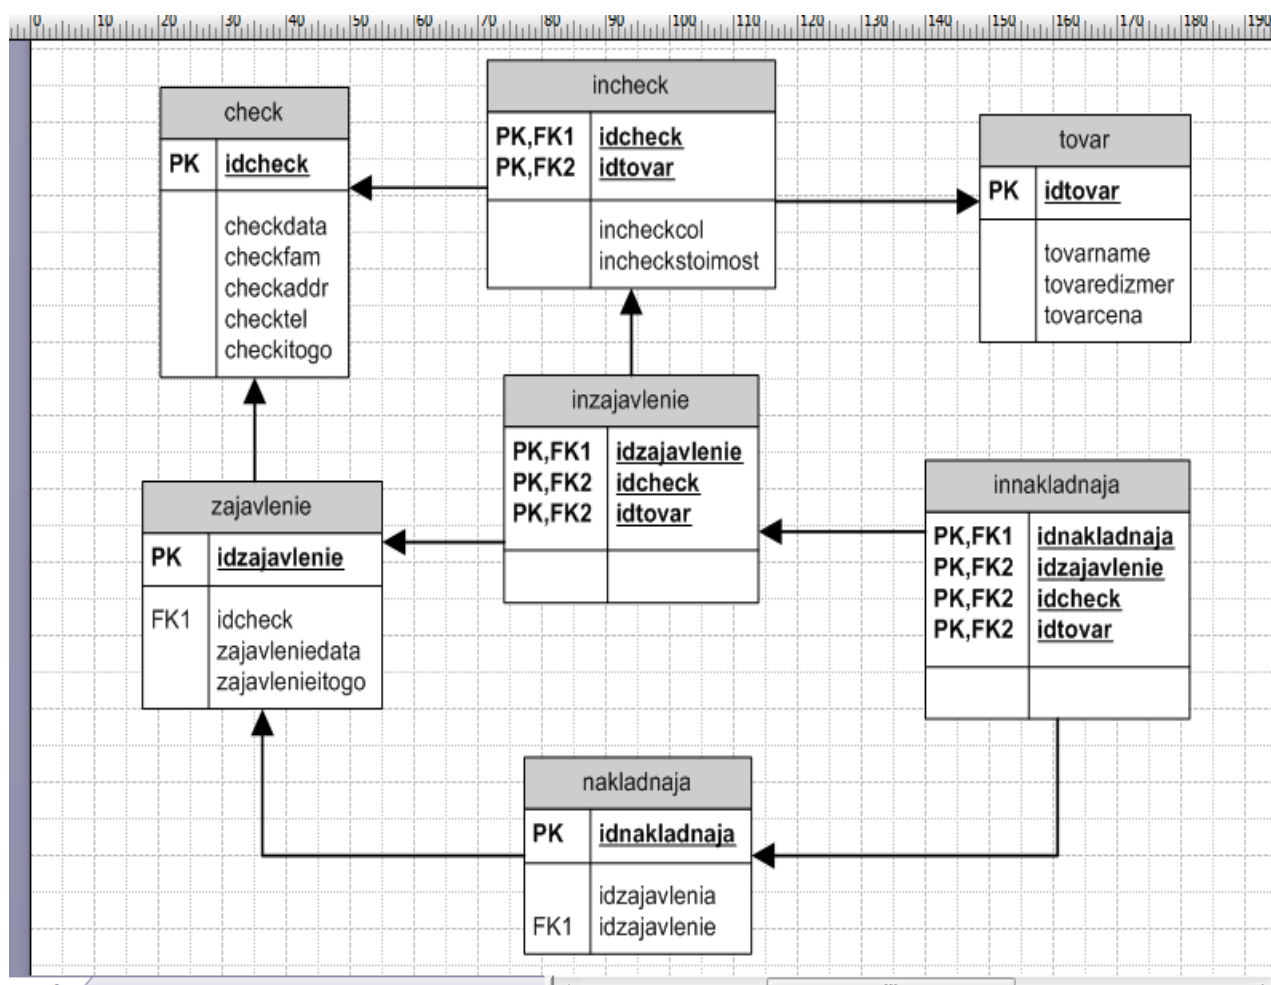 0 10 20 30 40 50 60 70 80 90 100 110 120 130 140 150 160 170 180 190
check
PK idcheck
checkdata
checkfam
checkaddr
checktel
checkitogo
incheck
PK,FK1 idcheck
PK,FK2 idtovar
incheckcol
incheckstoimost
tovar
PK idtovar
tovarname
tovaredizmer
tovarcena
zajavlenie
PK idzajavlenie
FK1 idcheck
zajavleniedata
zajavlenieitogo
inzajavlenie
PK,FK1 idzajavlenie
PK,FK2 idcheck
PK,FK2 idtovar
innakladnaja
PK,FK1 idnakladnaja
PK,FK2 idzajavlenie
PK,FK2 idcheck
PK,FK2 idtovar
nakladnaja
PK idnakladnaja
idzajavlenia
FK1 idzajavlenie